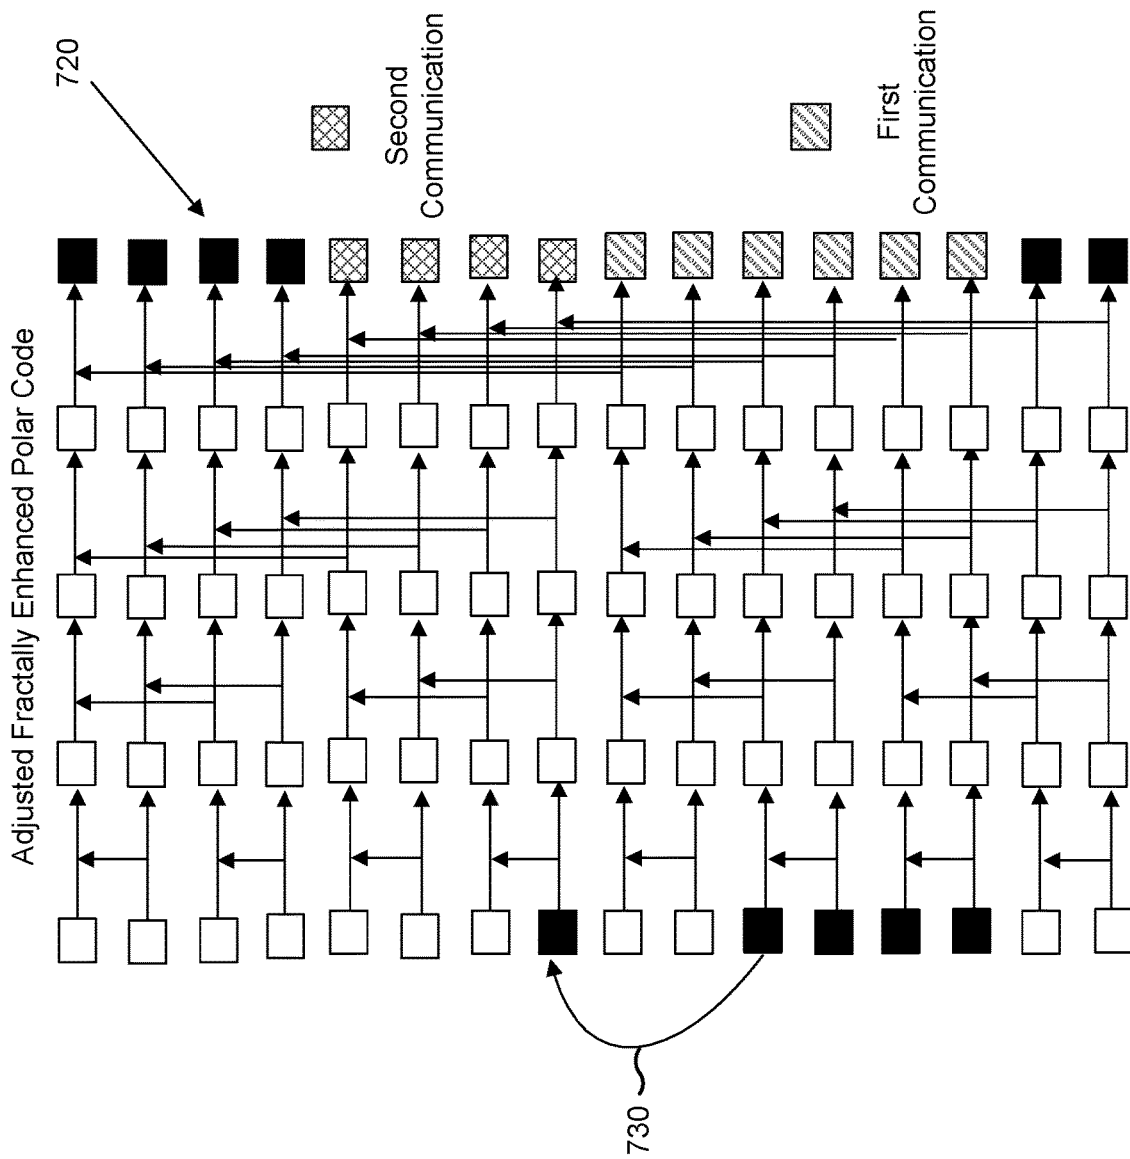 Adjusted Fractally Enhanced Polar Code
720
Second
Communication
First
Communication
730